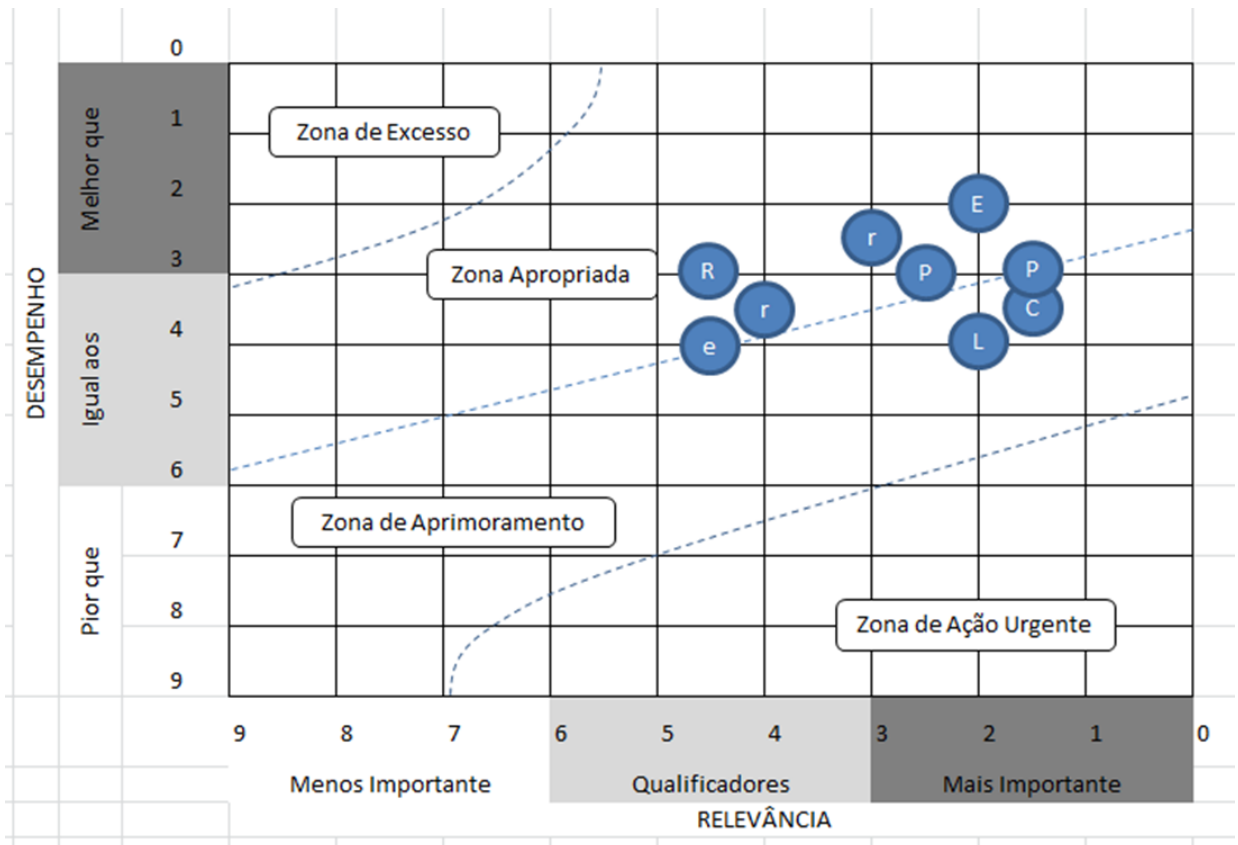 0
Melhor que
1
Zona de Excesso
2
E
r
3
Zona Apropriada
R
P
P
DESEMPENHO
Igual aos
r
C
4
e
L
5
6
Zona de Aprimoramento
7
Pior que
8
Zona de Ação Urgente
9
9 8 7 6 5 4 3 2 1 0
Menos Importante Qualificadores Mais Importante
RELEVÂNCIA